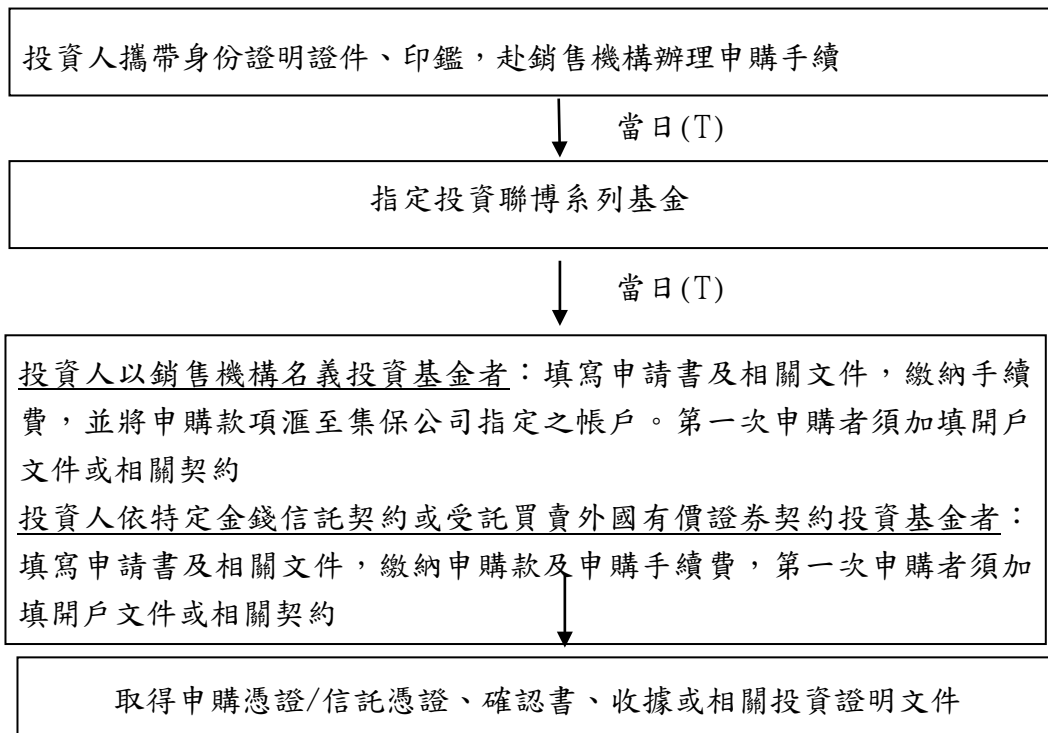 投資人攜帶身份證明證件、印鑑，赴銷售機構辦理申購手續
當日(T)
指定投資聯博系列基金
當日(T)
投資人以銷售機構名義投資基金者：填寫申請書及相關文件，繳納手續
費，並將申購款項滙至集保公司指定之帳戶。第一次申購者須加填開戶
文件或相關契約
投資人依特定金錢信託契約或受託買賣外國有價證券契約投資基金者：
填寫申請書及相關文件，繳納申購款及申購手續費，第一次申購者須加
填開戶文件或相關契約
取得申購憑證/信託憑證、確認書、收據或相關投資證明文件